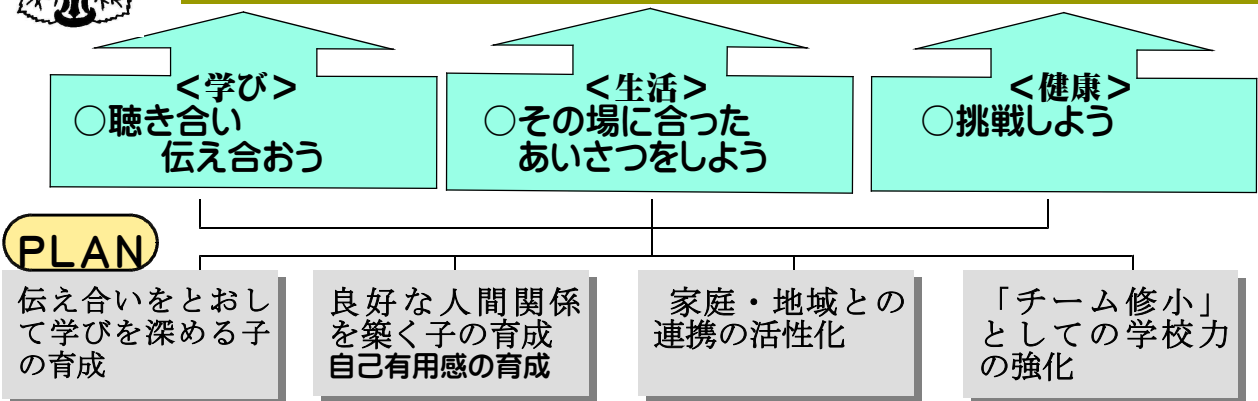 <学び>
○聴き合い
伝え合おう
<生活>
○その場に合った
あいさつをしよう
<健康>
○挑戦しよう
PLAN
伝え合いをとおし
て学びを深める子
の育成
良好な人間関係
を築く子の育成
自己有用感の育成
家庭・地域との
連携の活性化
「チーム修小」
としての学校力
の強化